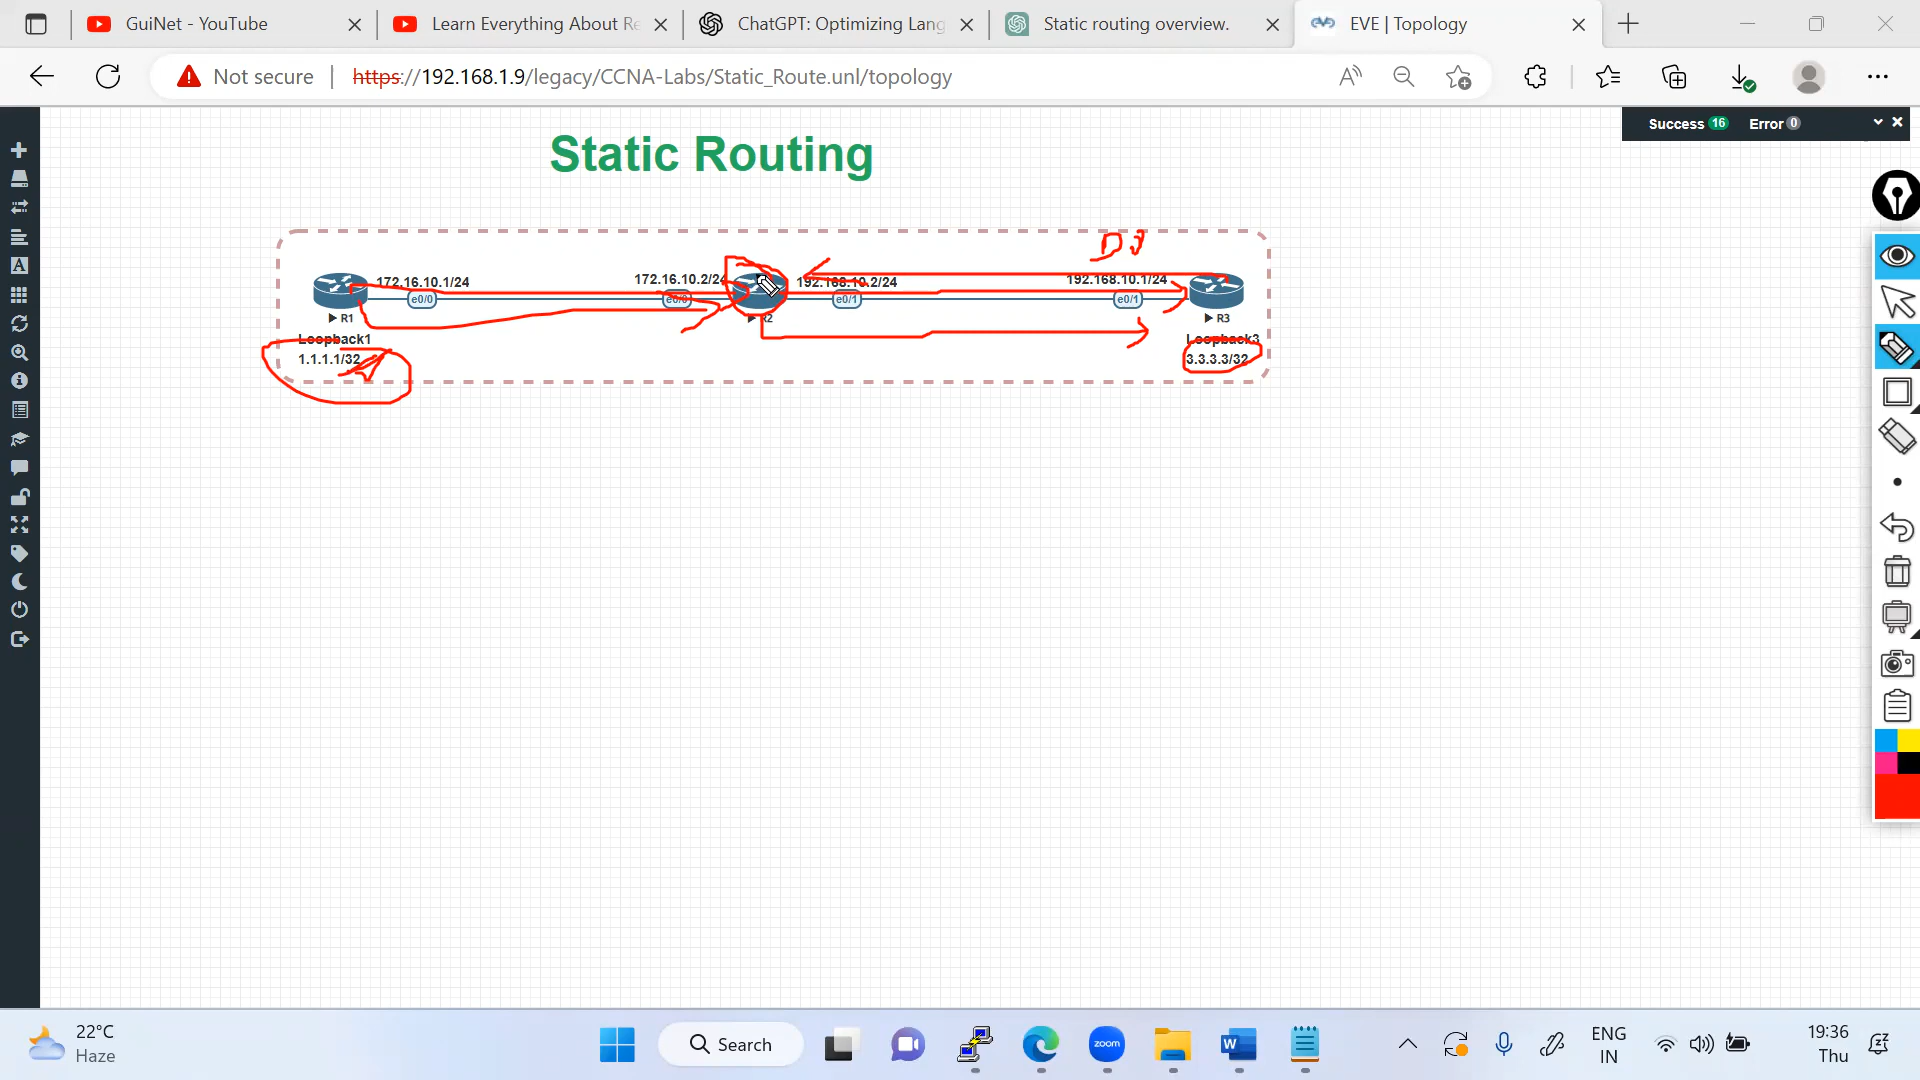 GuiNet - YouTube
Learn Everything About Re
ChatGPT: Optimizing Lang
Static routing overview.
EVE | Topology
Not secure
https://192.168.1.9/legacy/CCNA-Labs/Static_Route.unl/topology
Success 16 Error 0
Static Routing
172.16.10.1/24
172.16.10.2/24
192.168.10.2/24
192.168.10.1/24
e0/0
e0/0
e0/1
e0/1
R1
R2
R3
Loopback1
1.1.1.1/32
Loopback3
3.3.3.3/32
22°C
Haze
Search
zoom
ENG
IN
19:36
Thu